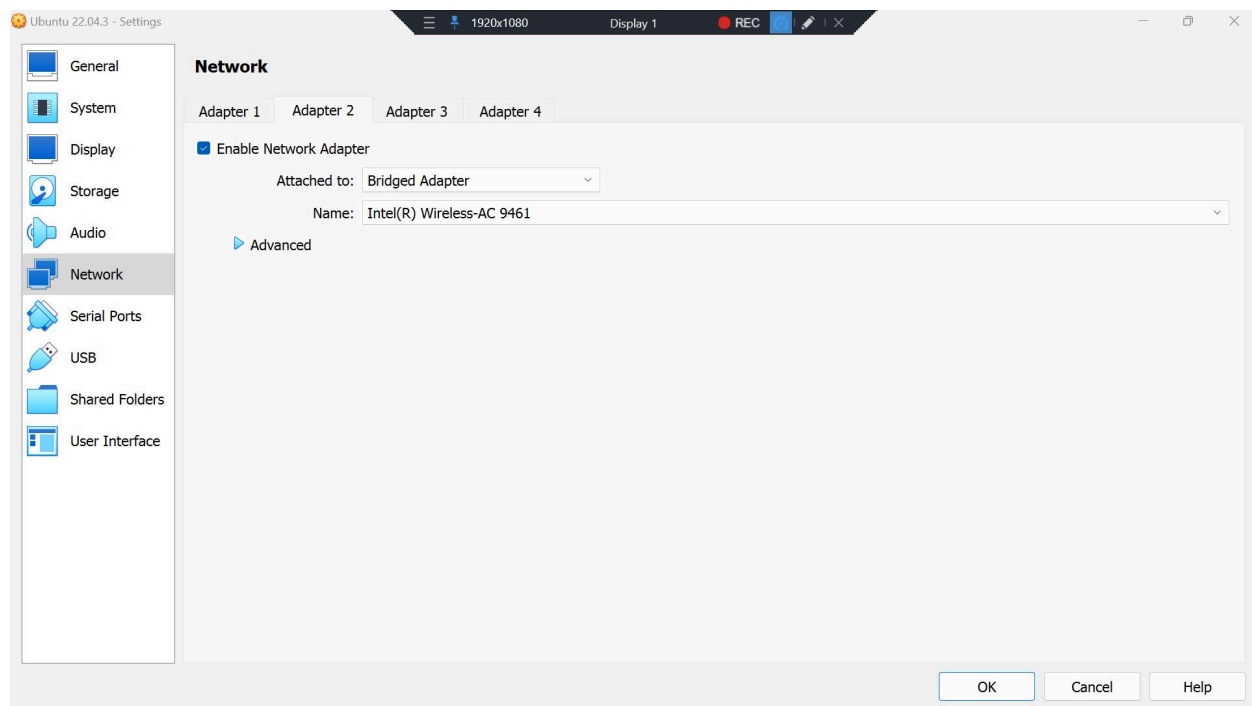 Ubuntu 22.04.3 - Settings
1920x1080 Display 1 REC
General
System
Display
Storage
Audio
Network
Serial Ports
USB
Shared Folders
User Interface
Network
Adapter 1 Adapter 2 Adapter 3 Adapter 4
Enable Network Adapter
Attached to: Bridged Adapter
Name: Intel(R) Wireless-AC 9461
Advanced
OK Cancel Help